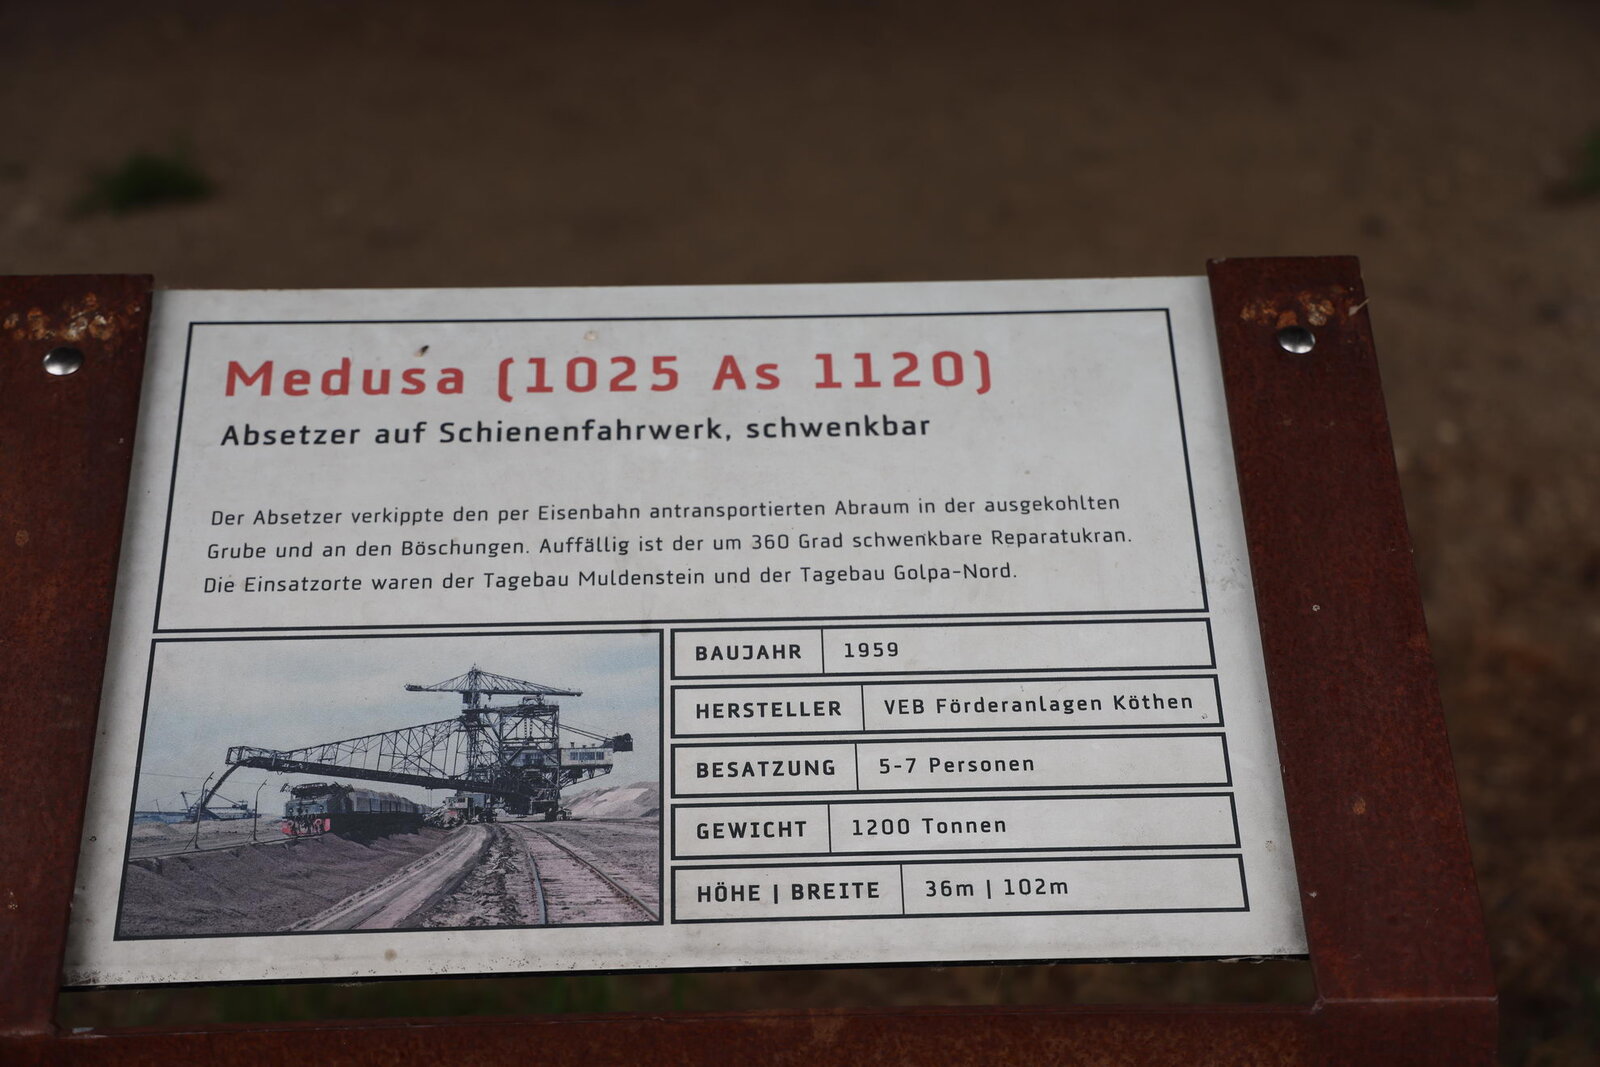 Medusa (1025 As 1120)
Absetzer auf Schienenfahrwerk, schwenkbar
Der Absetzer verkippte den per Eisenbahn antransportierten Abraum in der ausgekohlten
Grube und an den Böschungen. Auffällig ist der um 360 Grad schwenkbare Reparatukran.
Die Einsatzorte waren der Tagebau Muldenstein und der Tagebau Golpa-Nord.
BAUJAHR 1959
HERSTELLER VEB Förderanlagen Köthen
BESATZUNG 5-7 Personen
GEWICHT 1200 Tonnen
HÖHE | BREITE 36m | 102m